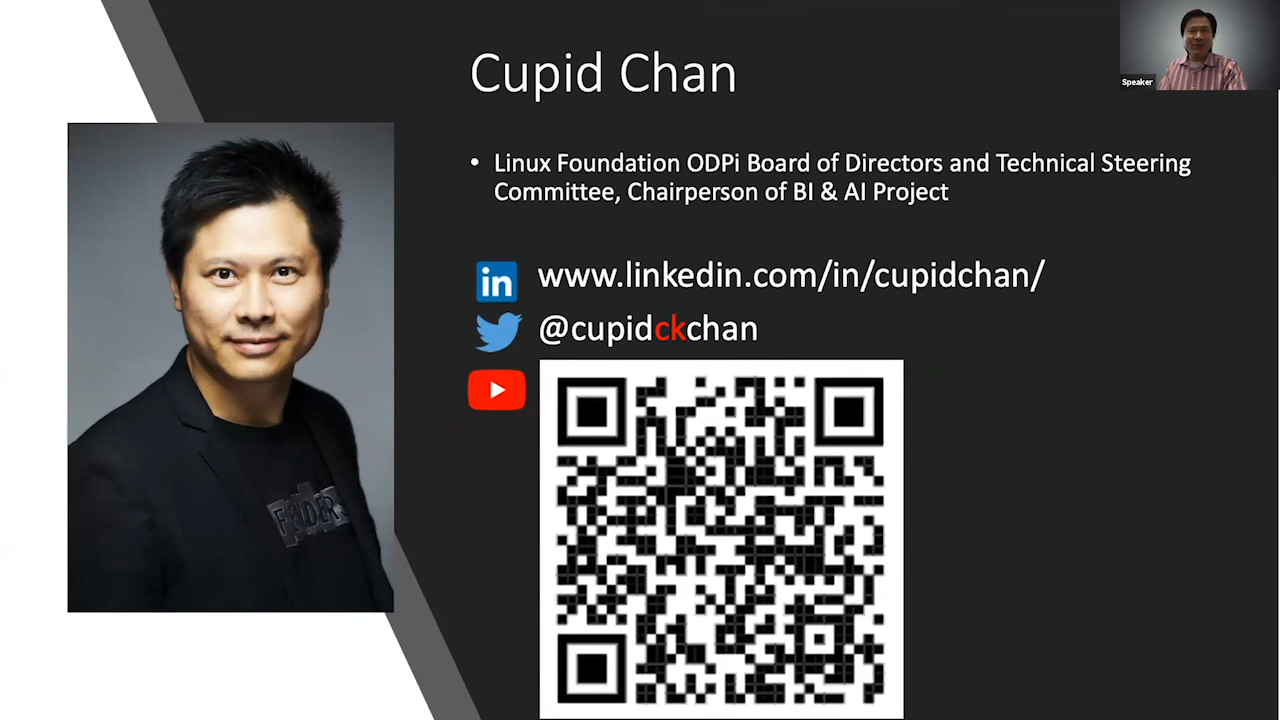 Cupid Chan
Speaker
• Linux Foundation ODPi Board of Directors and Technical Steering
Committee, Chairperson of BI & AI Project
in www.linkedin.com/in/cupidchan/
@cupidckchan